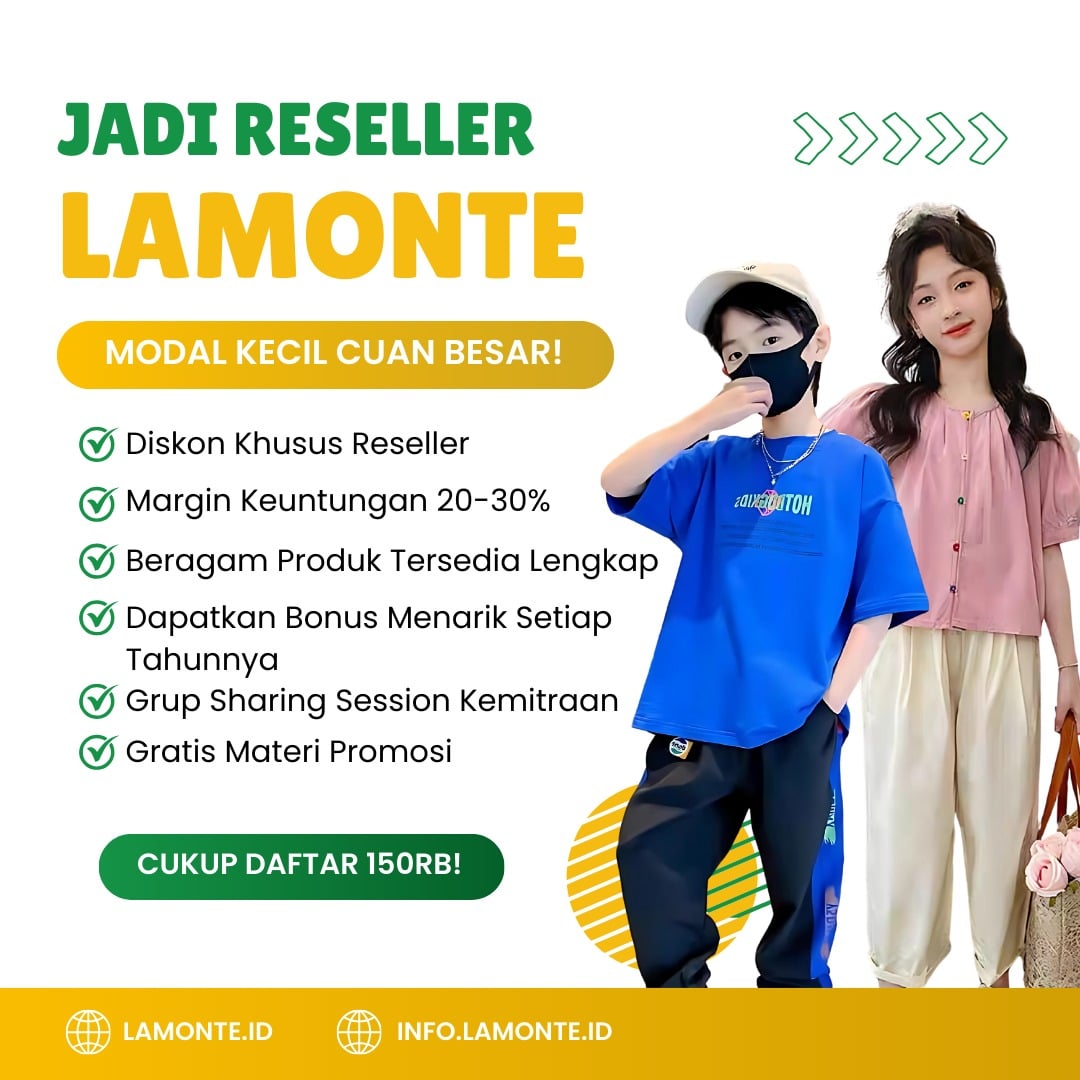 JADI RESELLER
LAMONTE
MODAL KECIL CUAN BESAR!
Diskon Khusus Reseller
Margin Keuntungan 20-30%
Beragam Produk Tersedia Lengkap
Dapatkan Bonus Menarik Setiap
Tahunnya
Grup Sharing Session Kemitraan
Gratis Materi Promosi
CUKUP DAFTAR 150RB!
LAMONTE.ID
INFO.LAMONTE.ID